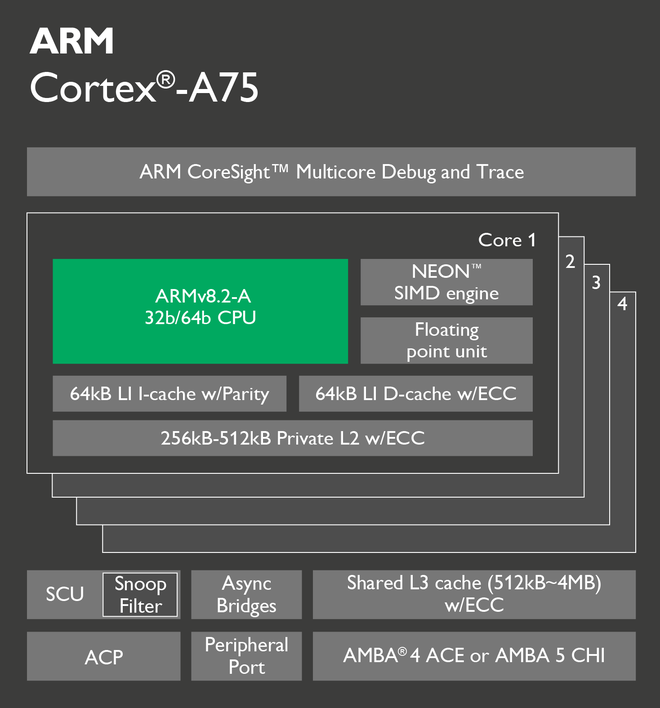 ARM
Cortex®-A75
ARM CoreSight™ Multicore Debug and Trace
Core 1
2
3
4
ARMv8.2-A
32b/64b CPU
NEON™
SIMD engine
Floating
point unit
64kB LI I-cache w/Parity
64kB LI D-cache w/ECC
256kB-512kB Private L2 w/ECC
SCU
Snoop
Filter
Async
Bridges
Shared L3 cache (512kB~4MB)
w/ECC
ACP
Peripheral
Port
AMBA® 4 ACE or AMBA 5 CHI